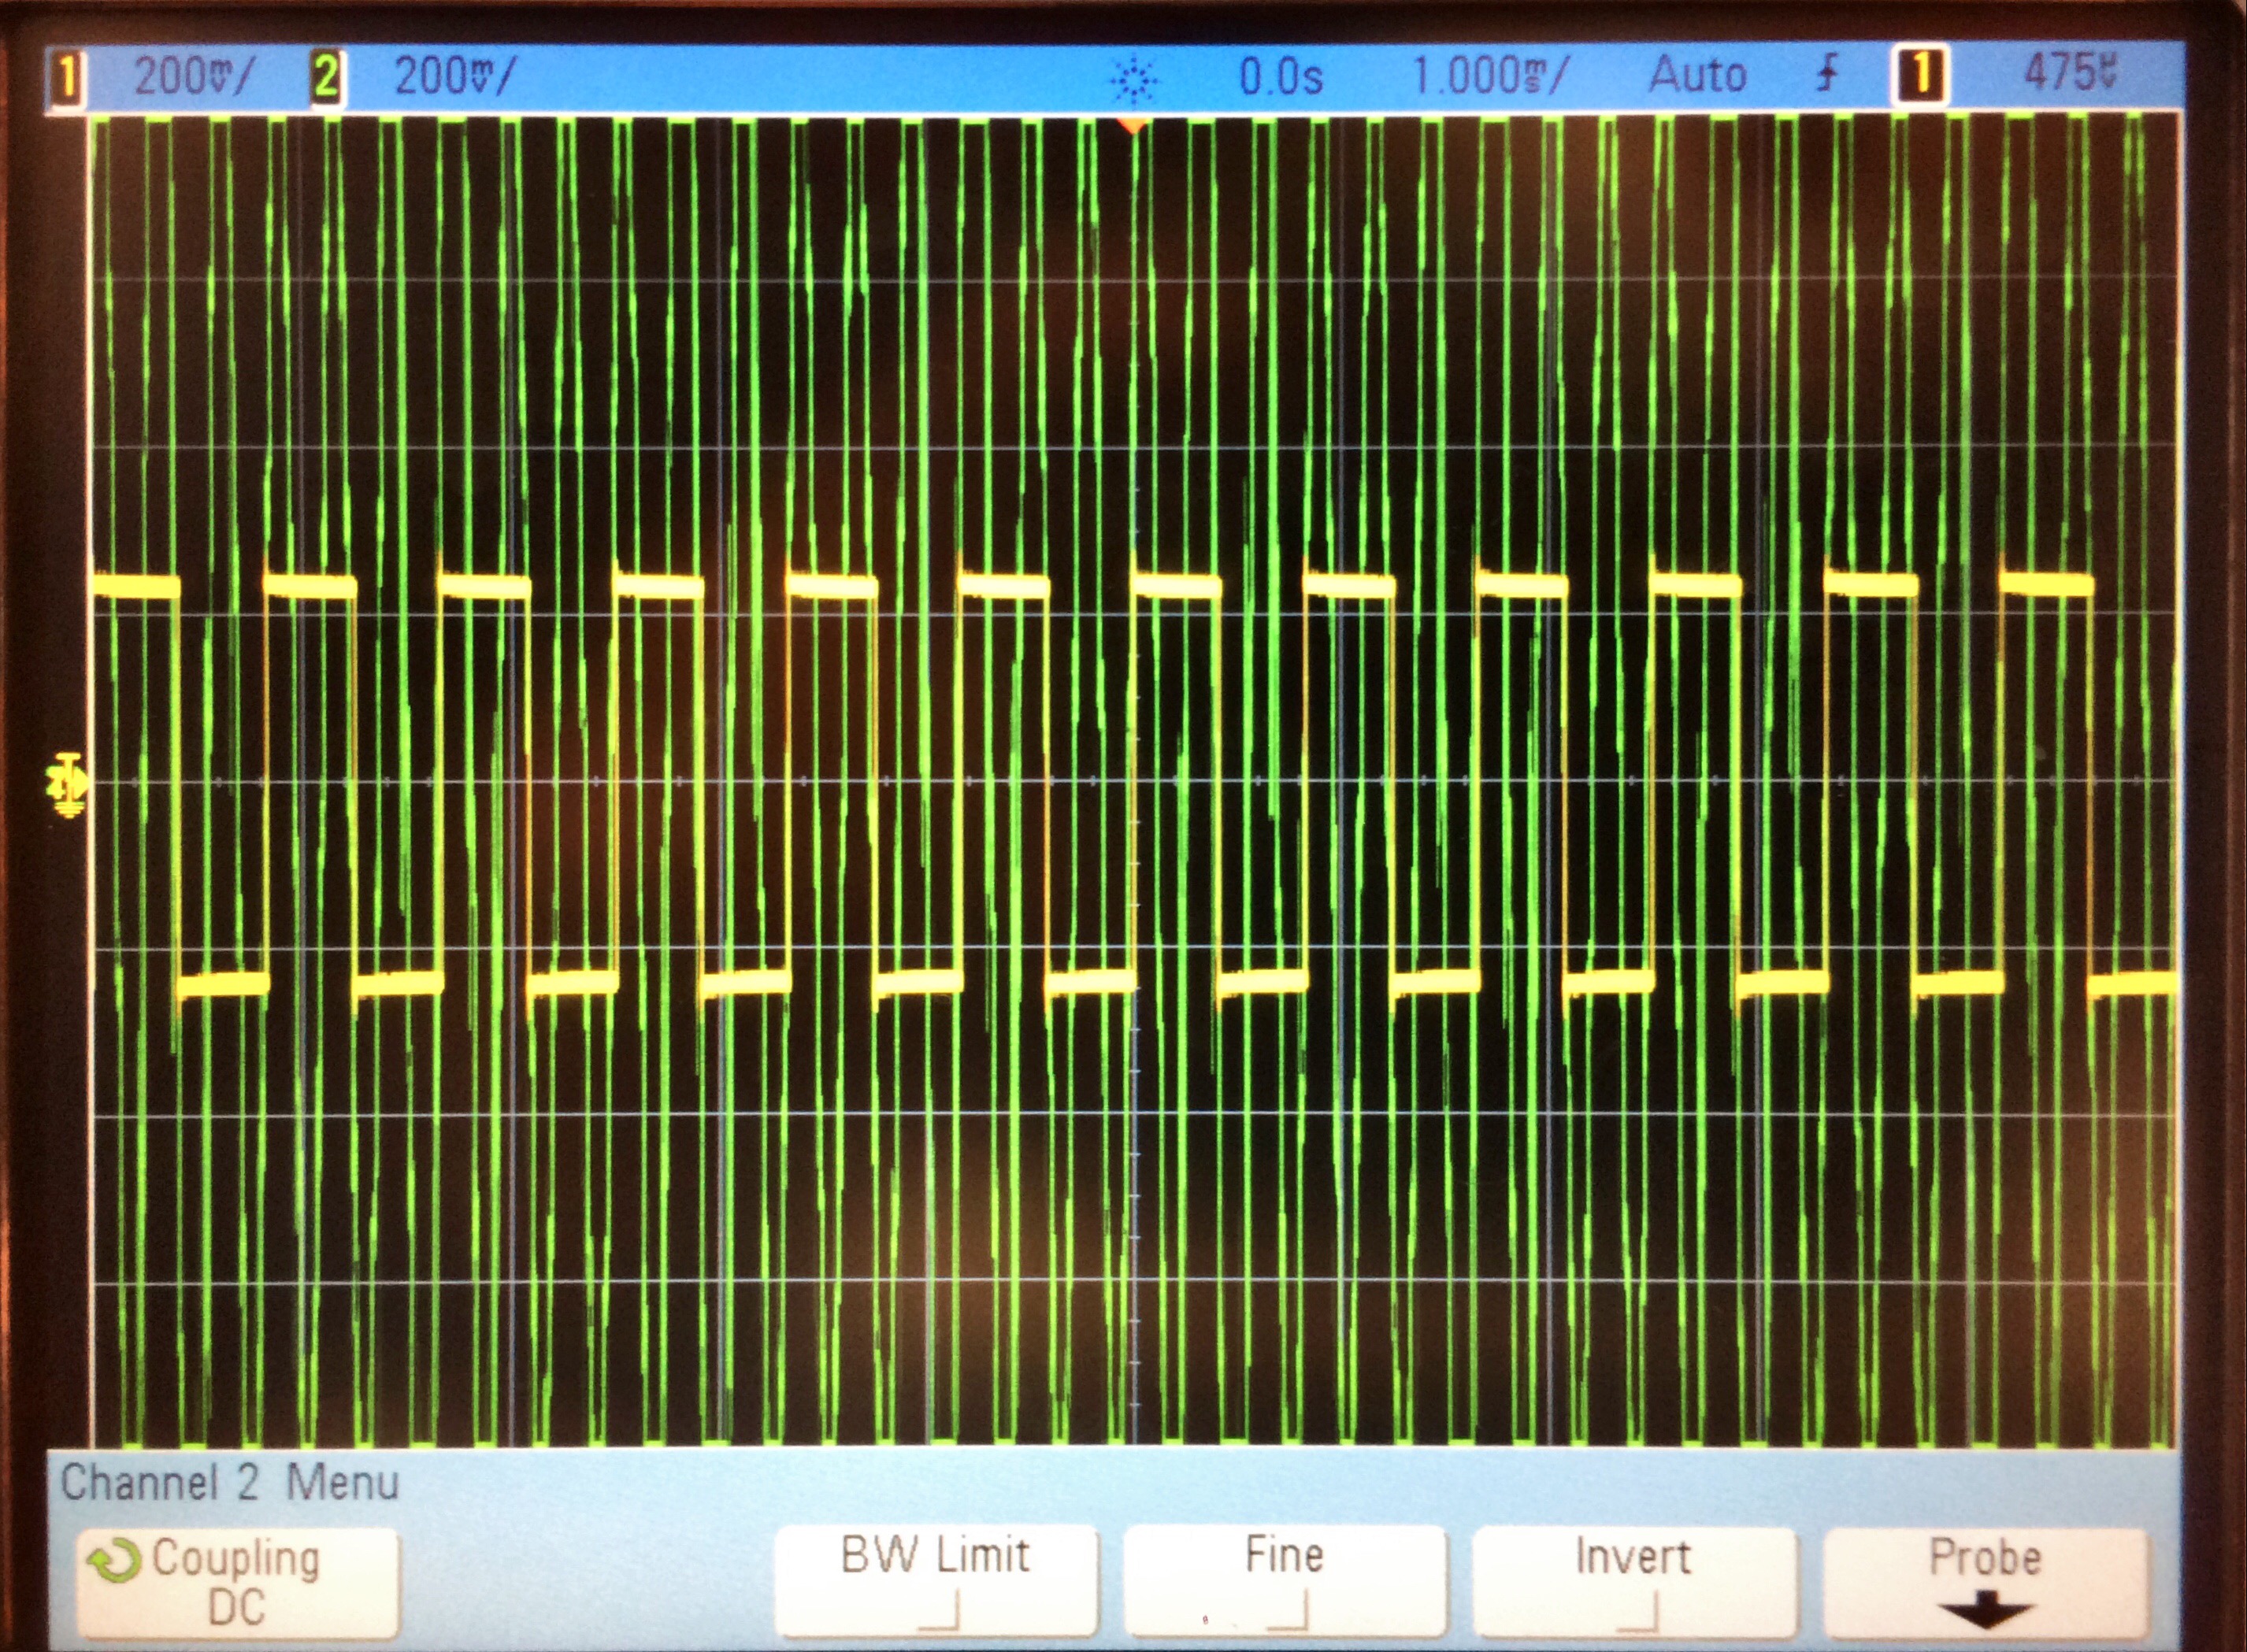 1 200mV/ 2 200mV/ 0.0s 1.000ms/ Auto 1 475
Channel 2 Menu
Coupling BW Limit Fine Invert Probe
DC